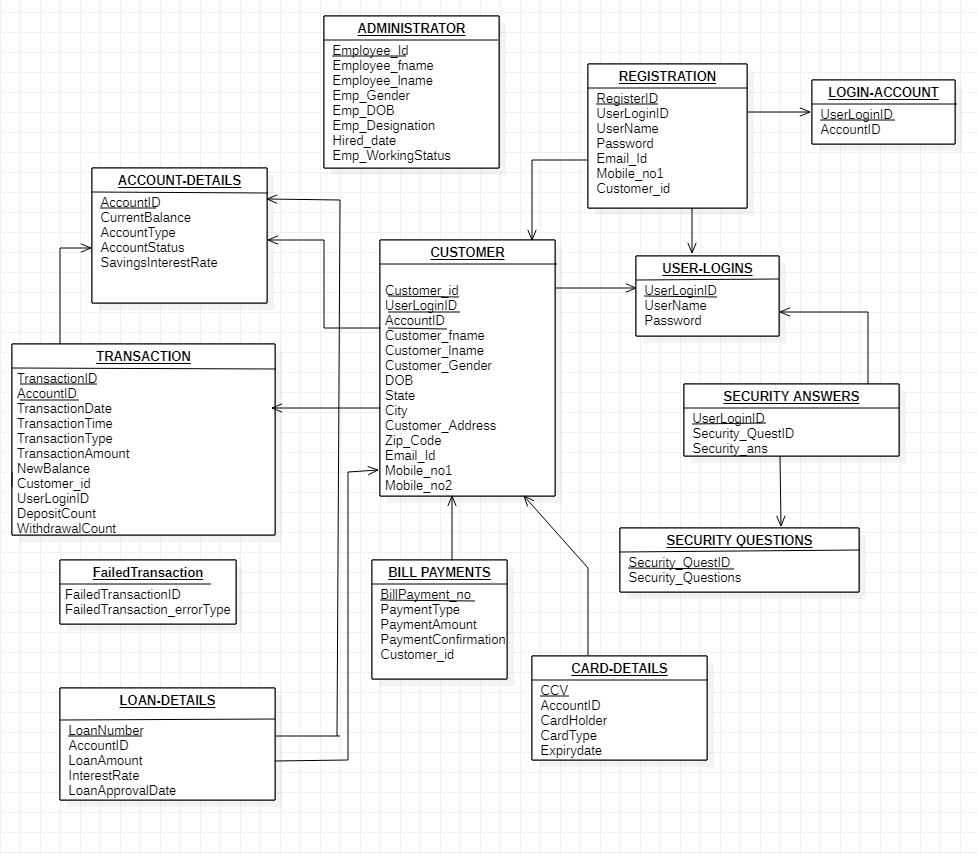 ADMINISTRATOR
Employee_Id
Employee_fname
Employee_lname
Emp_Gender
Emp_DOB
Emp_Designation
Hired_date
Emp_WorkingStatus
REGISTRATION
RegisterID
UserLoginID
UserName
Password
Email_Id
Mobile_no1
Customer_id
LOGIN-ACCOUNT
UserLoginID
AccountID
ACCOUNT-DETAILS
AccountID
CurrentBalance
AccountType
AccountStatus
SavingsInterestRate
CUSTOMER
Customer_id
UserLoginID
AccountID
Customer_fname
Customer_lname
Customer_Gender
DOB
State
City
Customer_Address
Zip_Code
Email_Id
Mobile_no1
Mobile_no2
USER-LOGINS
UserLoginID
UserName
Password
TRANSACTION
TransactionID
AccountID
TransactionDate
TransactionTime
TransactionType
TransactionAmount
NewBalance
Customer_id
UserLoginID
DepositCount
WithdrawalCount
SECURITY ANSWERS
UserLoginID
Security_QuestID
Security_ans
SECURITY QUESTIONS
Security_QuestID
Security_Questions
FailedTransaction
FailedTransactionID
FailedTransaction_errorType
BILL PAYMENTS
BillPayment_no
PaymentType
PaymentAmount
PaymentConfirmation
Customer_id
CARD-DETAILS
CCV
AccountID
CardHolder
CardType
Expirydate
LOAN-DETAILS
LoanNumber
AccountID
LoanAmount
InterestRate
LoanApprovalDate